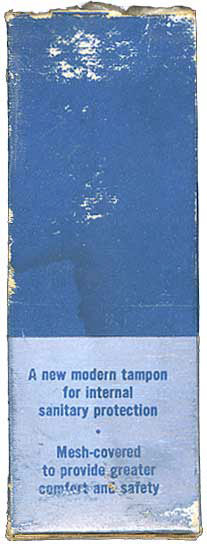 A new modern tampon
for internal
sanitary protection
•
Mesh-covered
to provide greater
comfort and safety